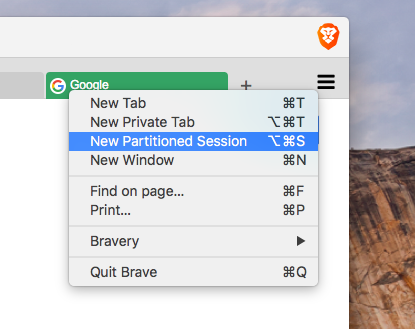 Google
New Tab ⌘T
New Private Tab ⌥⌘T
New Partitioned Session ⌥⌘S
New Window ⌘N
Find on page... ⌘F
Print... ⌘P
Bravery
Quit Brave ⌘Q